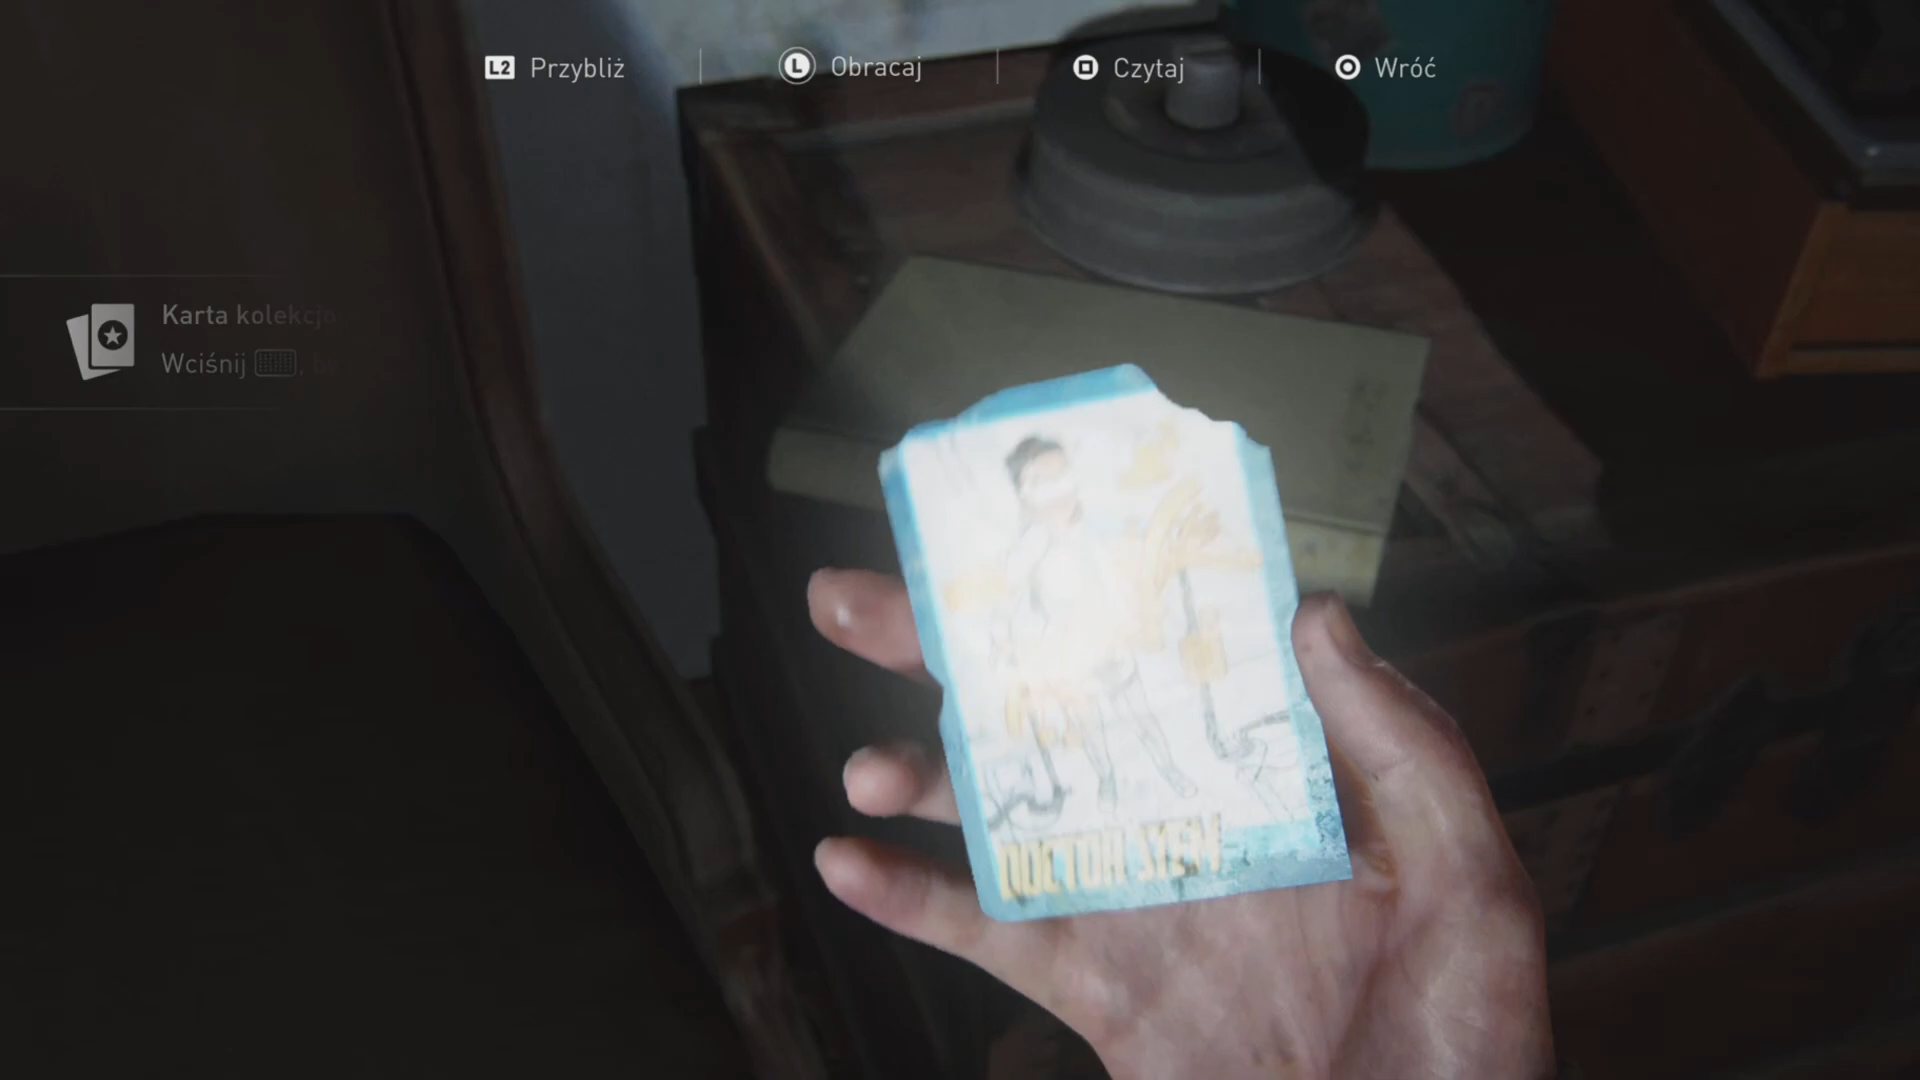 L2 Przybliż
L Obracaj
Czytaj
Wróć
Karta kolekcjo
Wciśnij
DOCTOR STEM